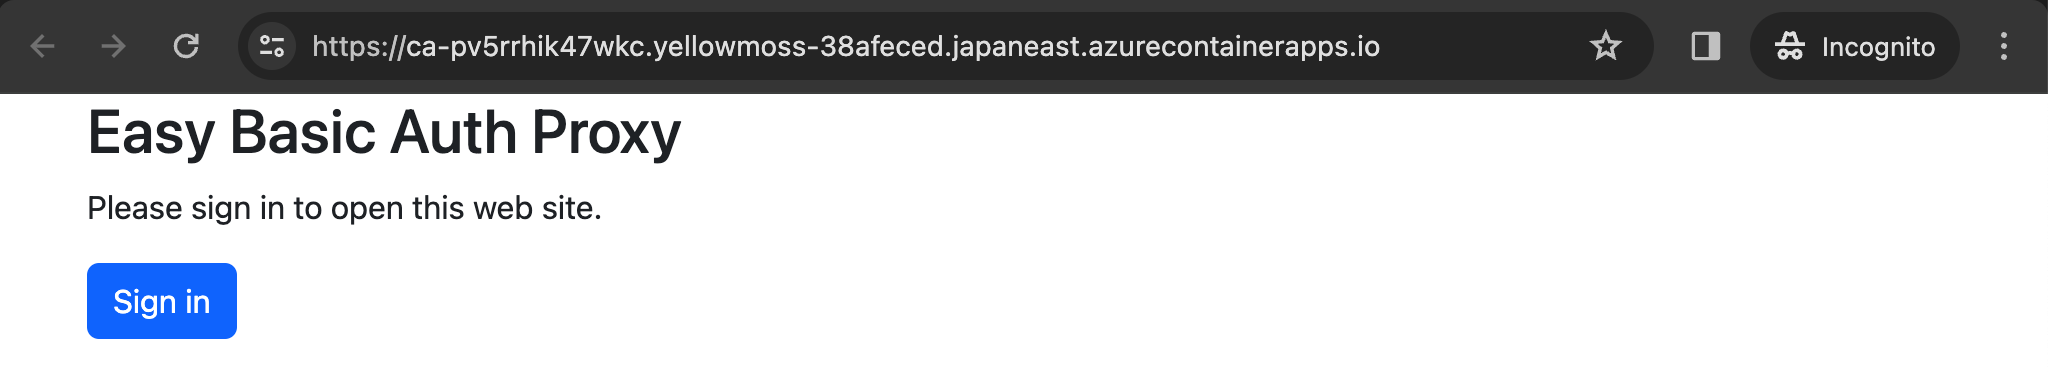 https://ca-pv5rrhik47wkc.yellowmoss-38afeced.japaneast.azurecontainerapps.io
Incognito
Easy Basic Auth Proxy
Please sign in to open this web site.
Sign in